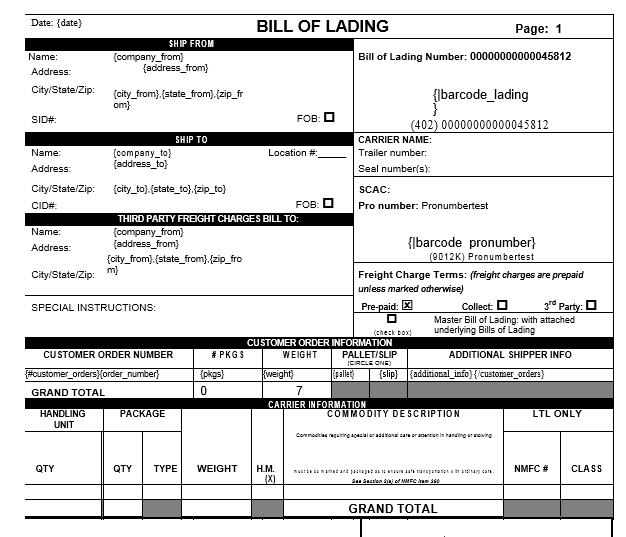 Date: {date}
BILL OF LADING
Page: 1
SHIP FROM
Name: {company_from}
Address: {address_from}
City/State/Zip: {city_from},{state_from},{zip_fr
om}
SID#: FOB:
Bill of Lading Number: 00000000000045812
{|barcode_lading
}
(402) 00000000000045812
SHIP TO
Name: {company_to} Location #:_____
Address: {address_to}
City/State/Zip: {city_to},{state_to},{zip_to}
CID#: FOB:
CARRIER NAME:
Trailer number:
Seal number(s):
SCAC:
Pro number: Pronumbertest
{|barcode pronumber}
(9012K) Pronumbertest
THIRD PARTY FREIGHT CHARGES BILL TO:
Name: {company_from}
Address: {address_from}
City/State/Zip: {city_from},{state_from},{zip_fro
m}
SPECIAL INSTRUCTIONS:
Freight Charge Terms: (freight charges are prepaid
unless marked otherwise)
Pre-paid: ☒ Collect: ☐ 3rd Party: ☐
(check box)
Master Bill of Lading: with attached
underlying Bills of Lading
CUSTOMER ORDER INFORMATION
CUSTOMER ORDER NUMBER # PKGS WEIGHT PALLET/SLIP ADDITIONAL SHIPPER INFO
(CIRCLE ONE)
{#customer_orders}{order_number} {pkgs} {weight} {pallet} {slip} {additional_info}{/customer_orders}
GRAND TOTAL 0 7
CARRIER INFORMATION
HANDLING
UNIT
PACKAGE
COMMODITY DESCRIPTION
LTL ONLY
Commodities requiring special or additional care or attention in handling or stowing
must be so marked and packaged as to ensure safe transportation with ordinary care.
See Section 2(e) of NMFC Item 360
QTY QTY TYPE WEIGHT H.M.
(X)
NMFC # CLASS
GRAND TOTAL